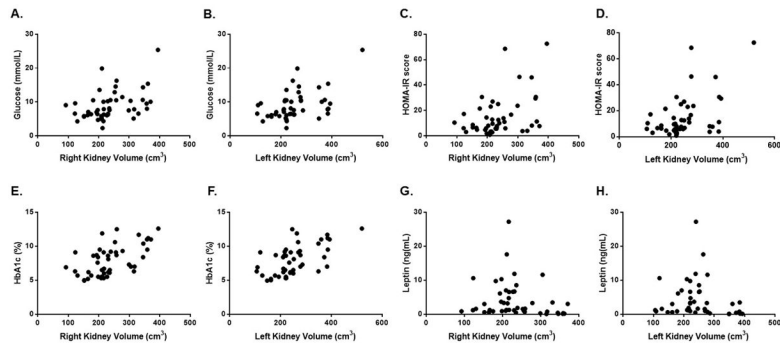 A.
Glucose (mmol/L)
30
20
10
0
0 100 200 300 400 500
Right Kidney Volume (cm³)
B.
Glucose (mmol/L)
30
20
10
0
0 200 400 600
Left Kidney Volume (cm³)
C.
HOMA-IR score
80
60
40
20
0
0 100 200 300 400 500
Right Kidney Volume (cm³)
D.
HOMA-IR score
80
60
40
20
0
0 200 400 600
Left Kidney Volume (cm³)
E.
HbA1c (%)
15
10
5
0
0 100 200 300 400 500
Right Kidney Volume (cm³)
F.
HbA1c (%)
15
10
5
0
0 200 400 600
Left Kidney Volume (cm³)
G.
Leptin (ng(mL)
30
20
10
0
0 100 200 300 400
Right Kidney Volume (cm³)
H.
Leptin (ng(mL)
30
20
10
0
0 100 200 300 400 500
Left Kidney Volume (cm³)